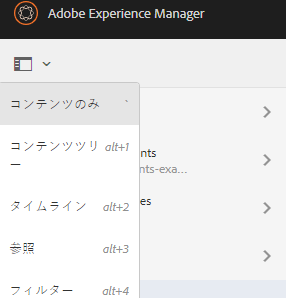 Adobe Experience Manager
コンテンツのみ `
コンテンツツリ alt+1
ー
nts
nts-exa...
タイムライン alt+2
es
参照 alt+3
フィルター alt+4